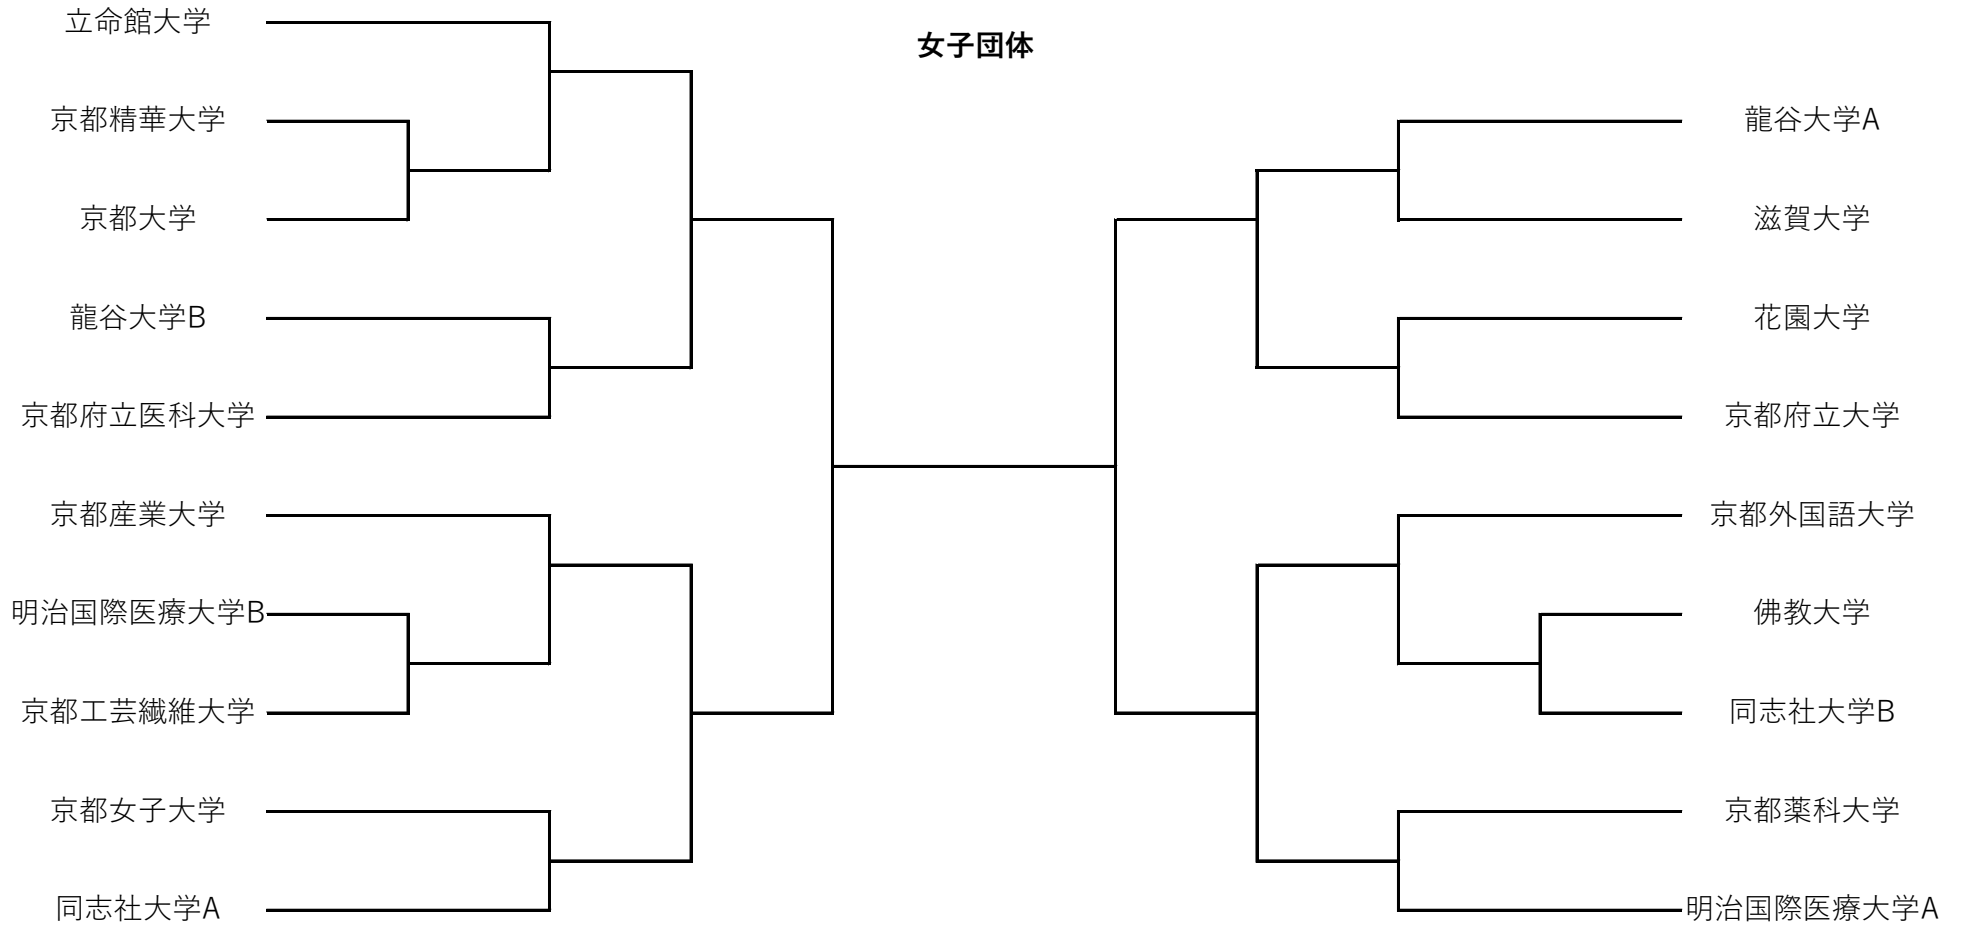 女子団体
立命館大学
京都精華大学
京都大学
龍谷大学B
京都府立医科大学
京都産業大学
明治国際医療大学B
京都工芸繊維大学
京都女子大学
同志社大学A
龍谷大学A
滋賀大学
花園大学
京都府立大学
京都外国語大学
佛教大学
同志社大学B
京都薬科大学
明治国際医療大学A